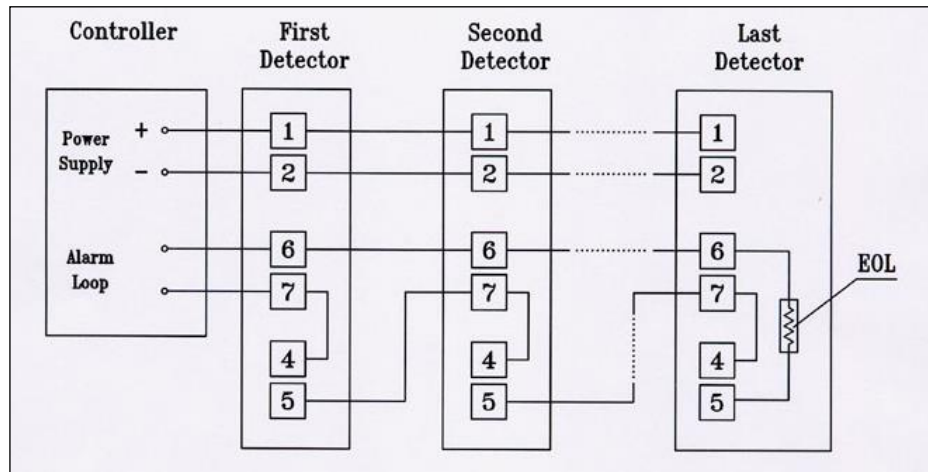 Controller
First
Detector
Second
Detector
Last
Detector
Power
Supply
+
-
Alarm
Loop
1
2
6
7
4
5
1
2
6
7
4
5
1
2
6
7
4
5
EOL